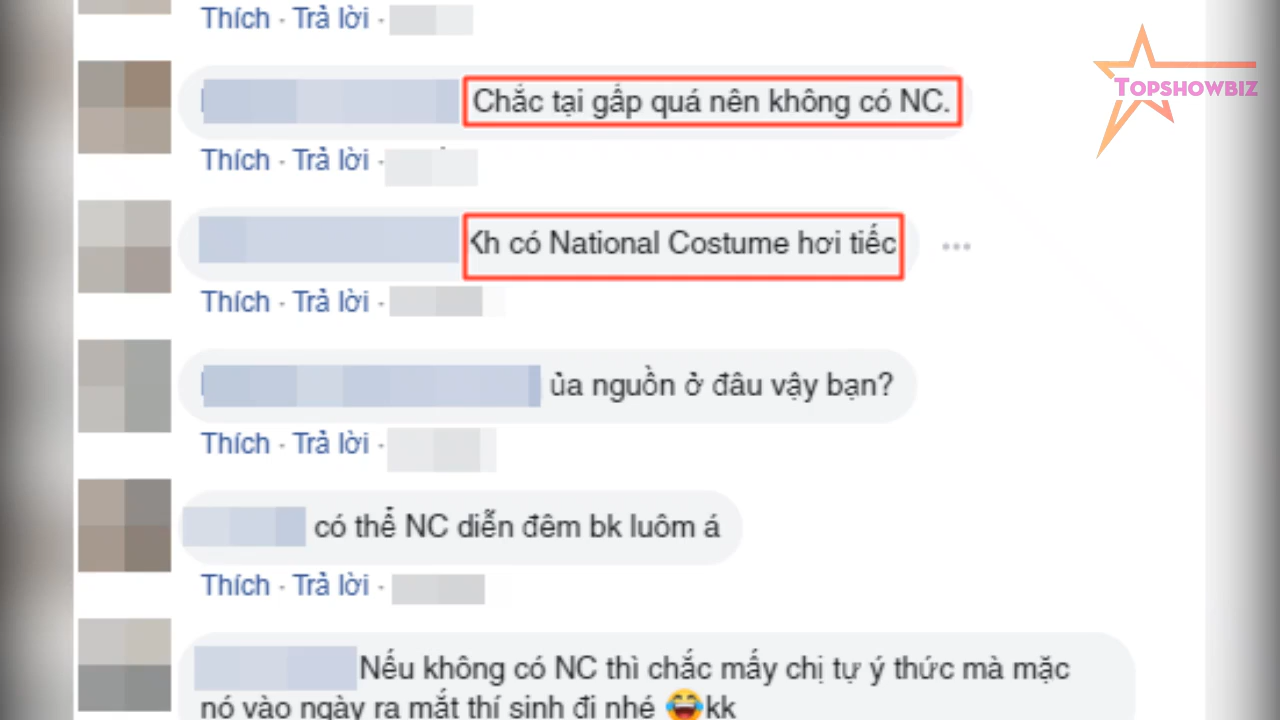 Thích · Trả lời ·
TOPSHOWBIZ
Chắc tại gấp quá nên không có NC.
Thích · Trả lời ·
Kh có National Costume hơi tiếc
Thích · Trả lời ·
ủa nguồn ở đâu vậy bạn?
Thích · Trả lời ·
có thể NC diễn đêm bk luôm á
Thích · Trả lời ·
Nếu không có NC thì chắc mấy chị tự ý thức mà mặc
nó vào ngày ra mắt thí sinh đi nhé 😂kk